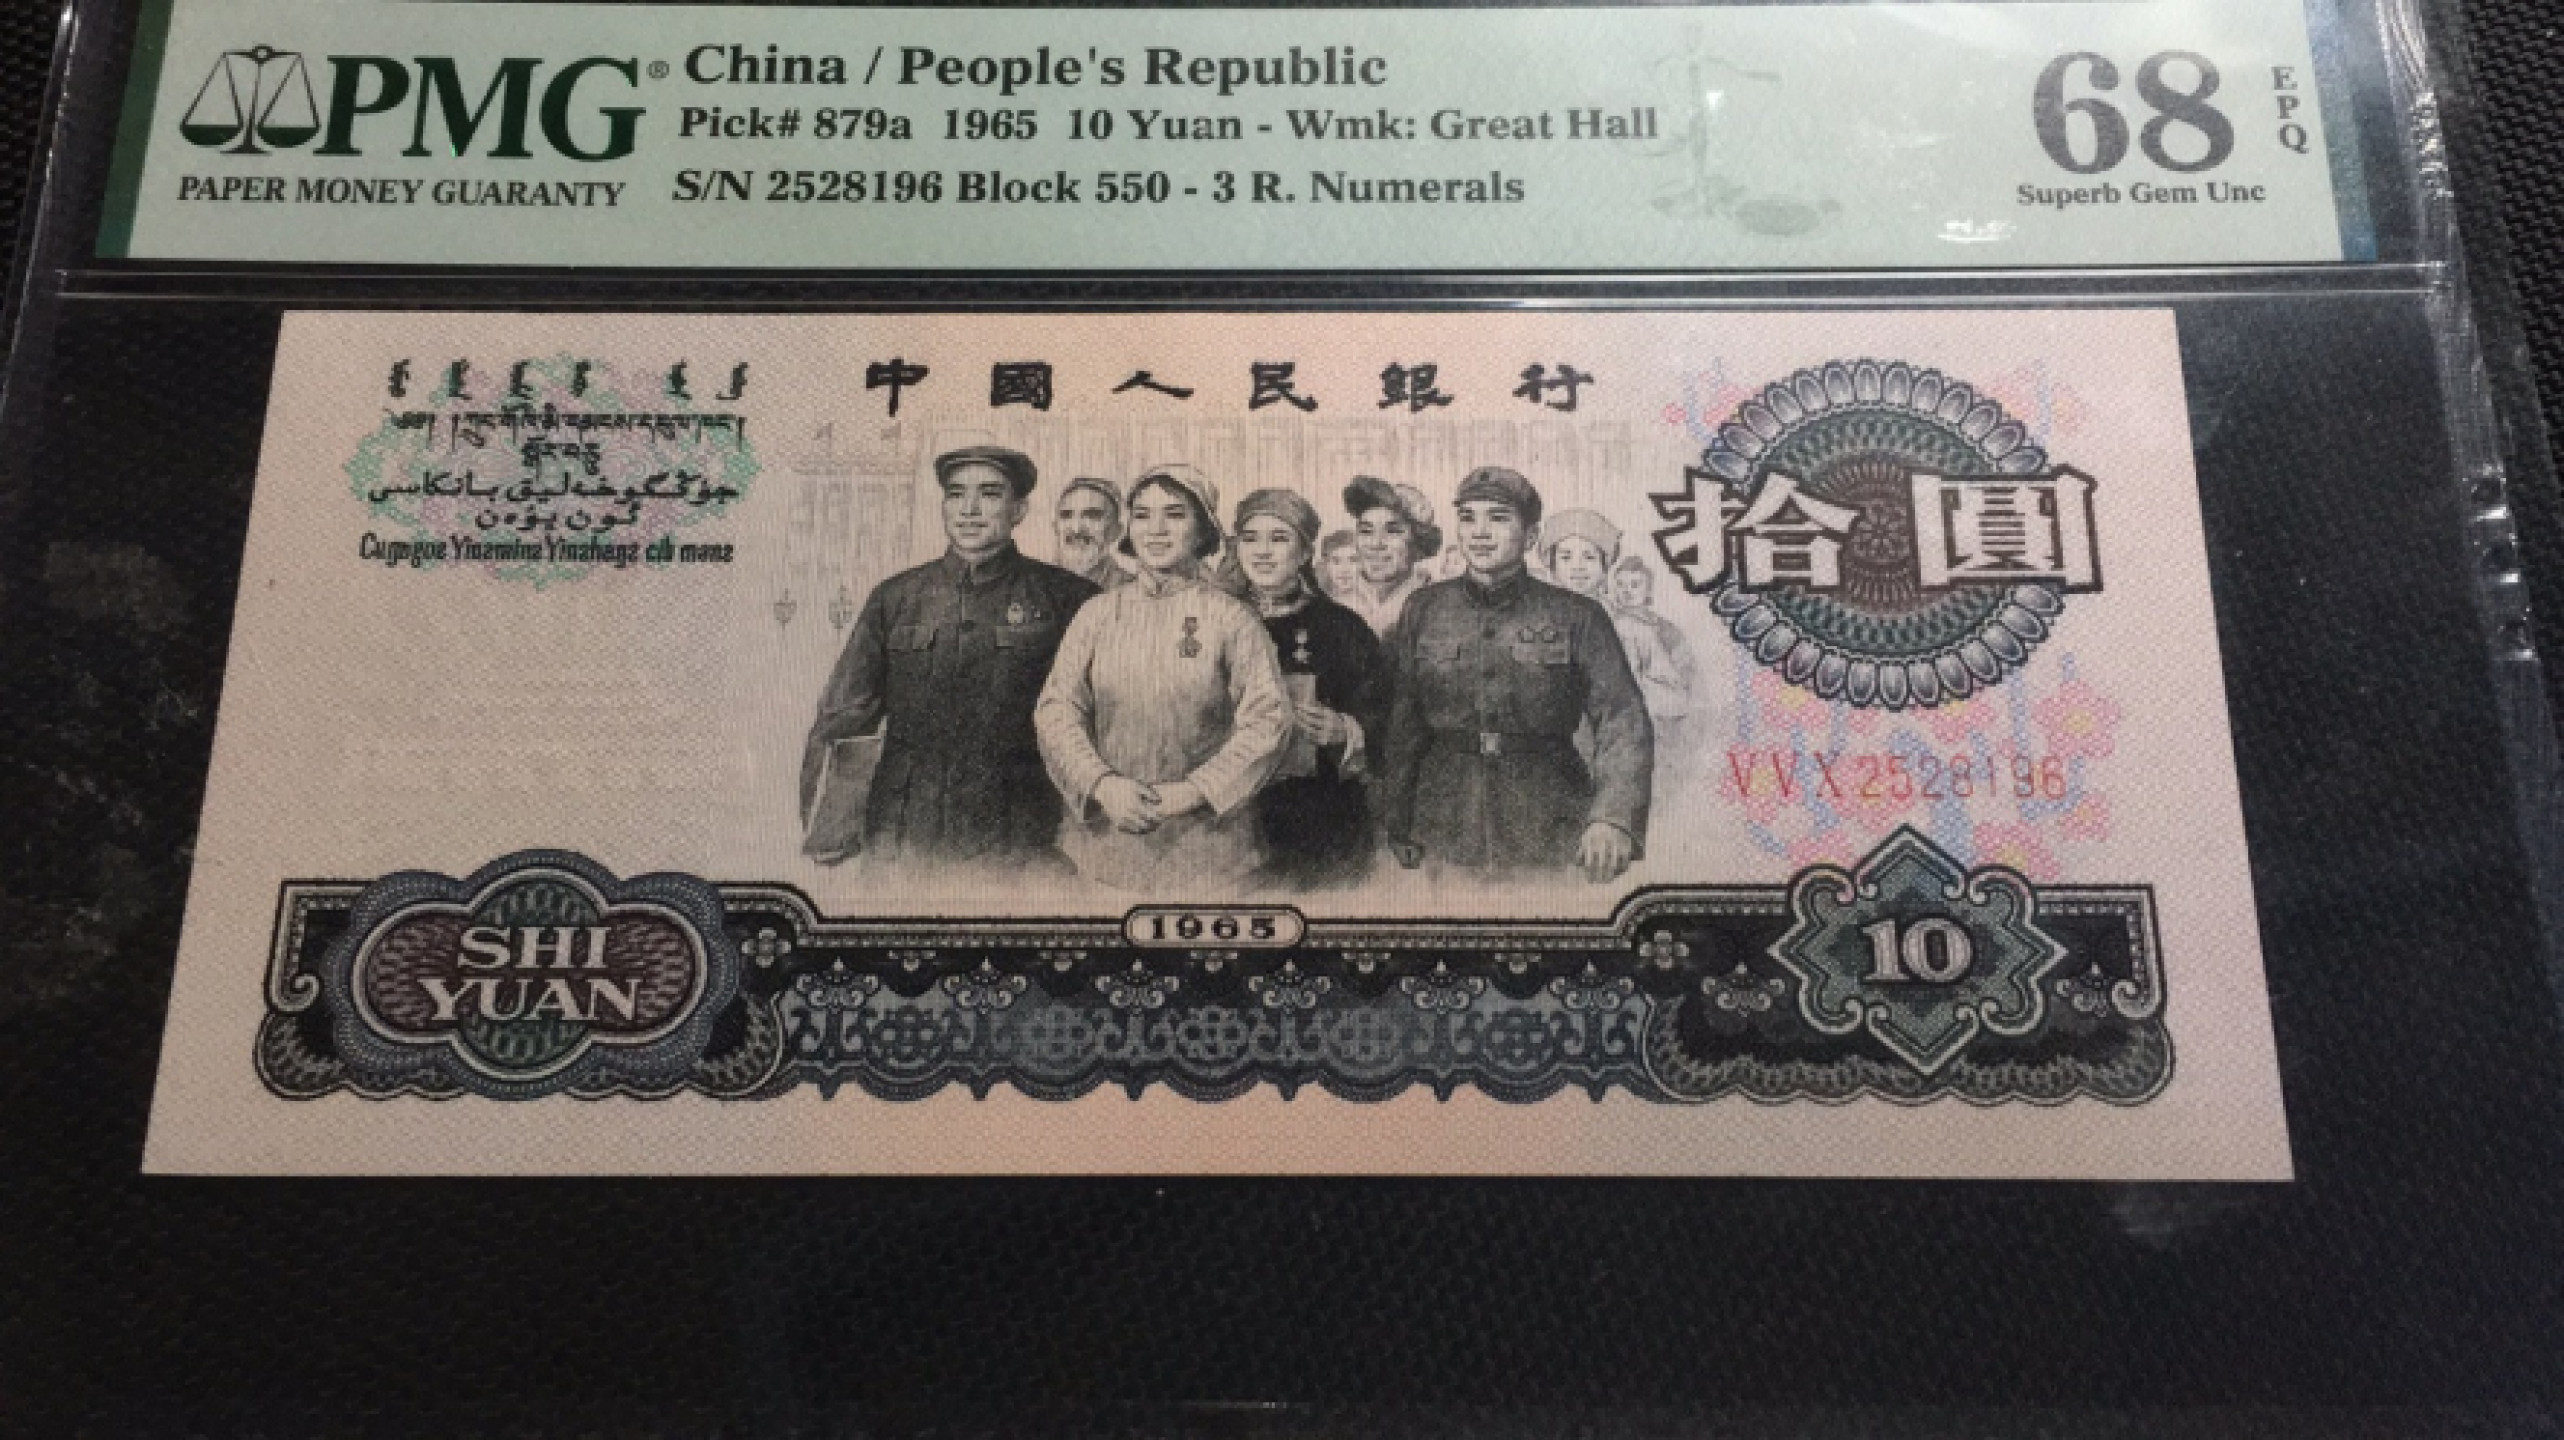 PMG® China / People's Republic
Pick# 879a 1965 10 Yuan - Wmk: Great Hall
PAPER MONEY GUARANTY S/N 2528196 Block 550 - 3 R. Numerals
68 EPQ
Superb Gem Unc
中國人民銀行
拾圓
VVX2528196
1965
SHI
YUAN
10